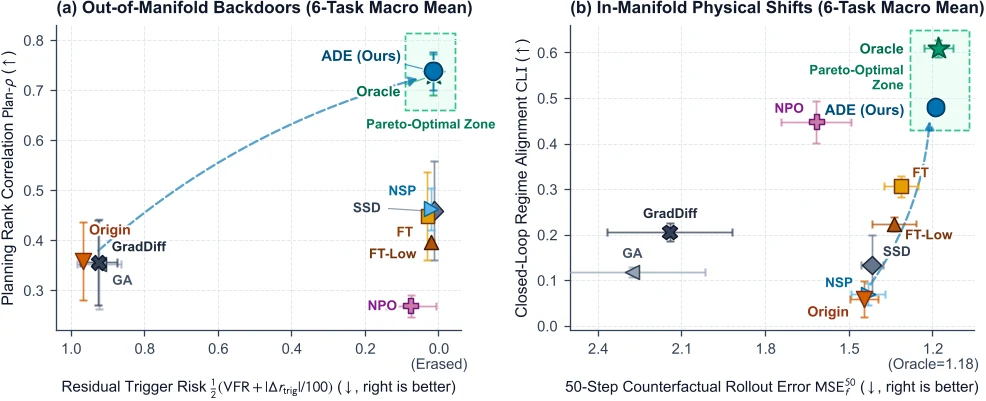 (a) Out-of-Manifold Backdoors (6-Task Macro Mean)
Planning Rank Correlation Plan-ρ (↑)
0.8
0.7
0.6
0.5
0.4
0.3
ADE (Ours)
Oracle
Pareto-Optimal Zone
NSP
SSD
FT
FT-Low
NPO
Origin
GradDiff
GA
1.0
0.8
0.6
0.4
0.2
0.0
(Erased)
Residual Trigger Risk ½(VFR + |Δr_trig|/100) (↓, right is better)
(b) In-Manifold Physical Shifts (6-Task Macro Mean)
Closed-Loop Regime Alignment CLI (↑)
0.6
0.5
0.4
0.3
0.2
0.1
0.0
Oracle
Pareto-Optimal
Zone
NPO
ADE (Ours)
FT
GradDiff
FT-Low
GA
SSD
NSP
Origin
2.4
2.1
1.8
1.5
1.2
(Oracle=1.18)
50-Step Counterfactual Rollout Error MSE_f^50 (↓, right is better)